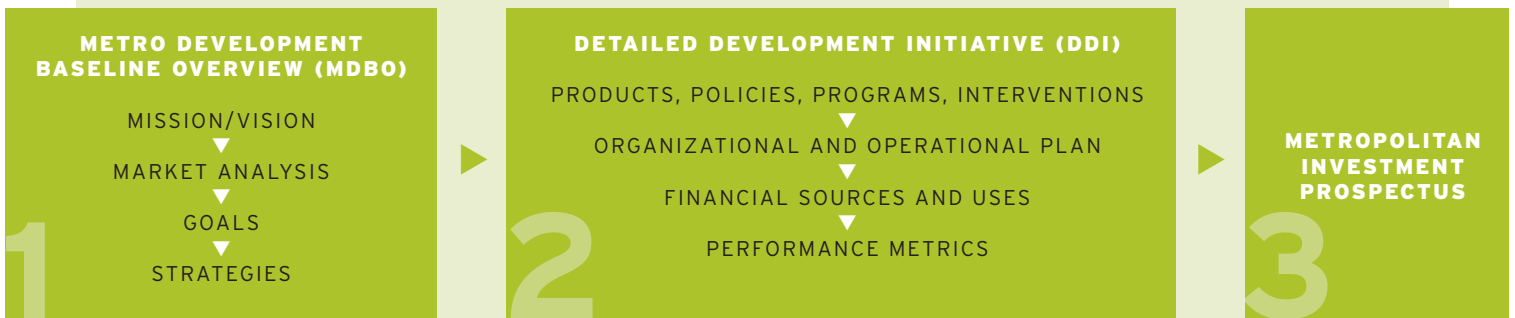 METRO DEVELOPMENT
BASELINE OVERVIEW (MDBO)
MISSION/VISION
MARKET ANALYSIS
GOALS
STRATEGIES
1
DETAILED DEVELOPMENT INITIATIVE (DDI)
PRODUCTS, POLICIES, PROGRAMS, INTERVENTIONS
ORGANIZATIONAL AND OPERATIONAL PLAN
FINANCIAL SOURCES AND USES
PERFORMANCE METRICS
2
METROPOLITAN
INVESTMENT
PROSPECTUS
3